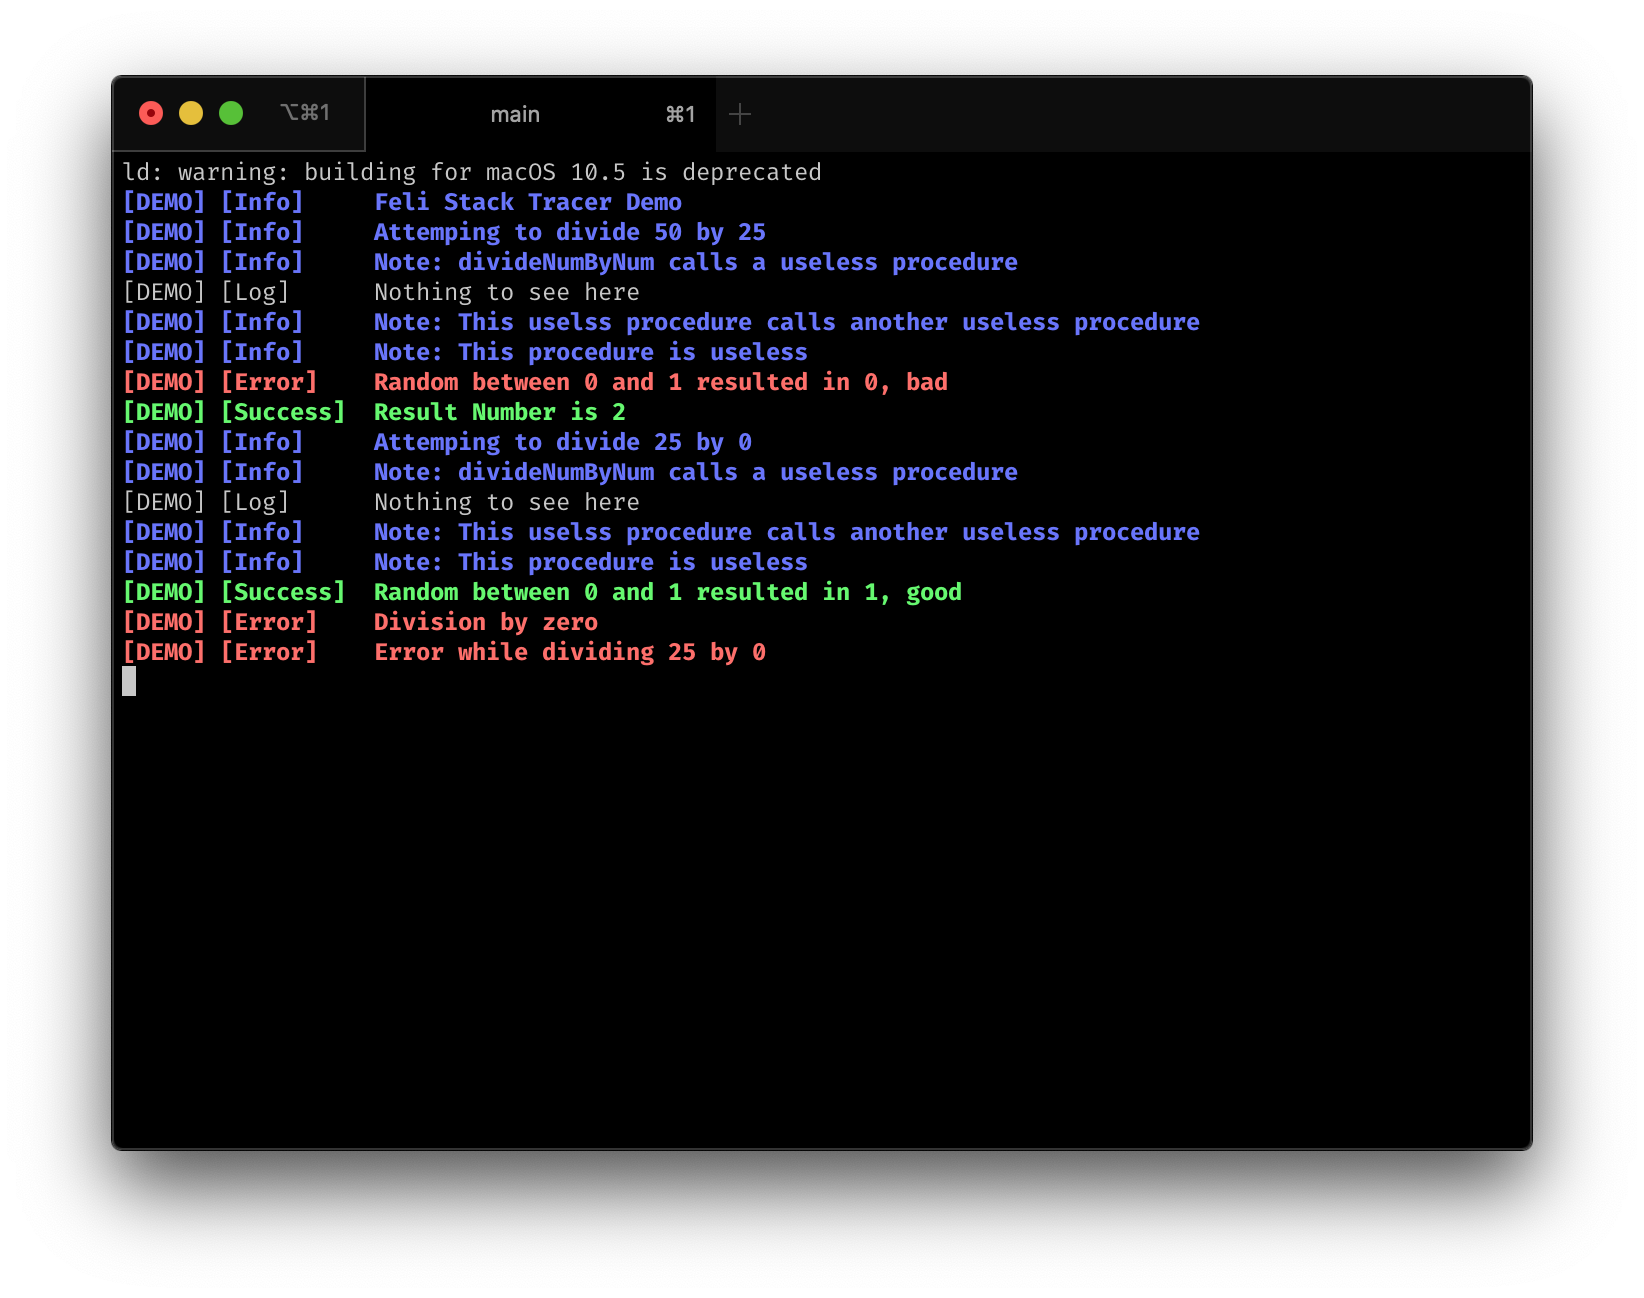 ⌥⌘1 main ⌘1 +
ld: warning: building for macOS 10.5 is deprecated
[DEMO] [Info]     Feli Stack Tracer Demo
[DEMO] [Info]     Attemping to divide 50 by 25
[DEMO] [Info]     Note: divideNumByNum calls a useless procedure
[DEMO] [Log]      Nothing to see here
[DEMO] [Info]     Note: This uselss procedure calls another useless procedure
[DEMO] [Info]     Note: This procedure is useless
[DEMO] [Error]    Random between 0 and 1 resulted in 0, bad
[DEMO] [Success]  Result Number is 2
[DEMO] [Info]     Attemping to divide 25 by 0
[DEMO] [Info]     Note: divideNumByNum calls a useless procedure
[DEMO] [Log]      Nothing to see here
[DEMO] [Info]     Note: This uselss procedure calls another useless procedure
[DEMO] [Info]     Note: This procedure is useless
[DEMO] [Success]  Random between 0 and 1 resulted in 1, good
[DEMO] [Error]    Division by zero
[DEMO] [Error]    Error while dividing 25 by 0